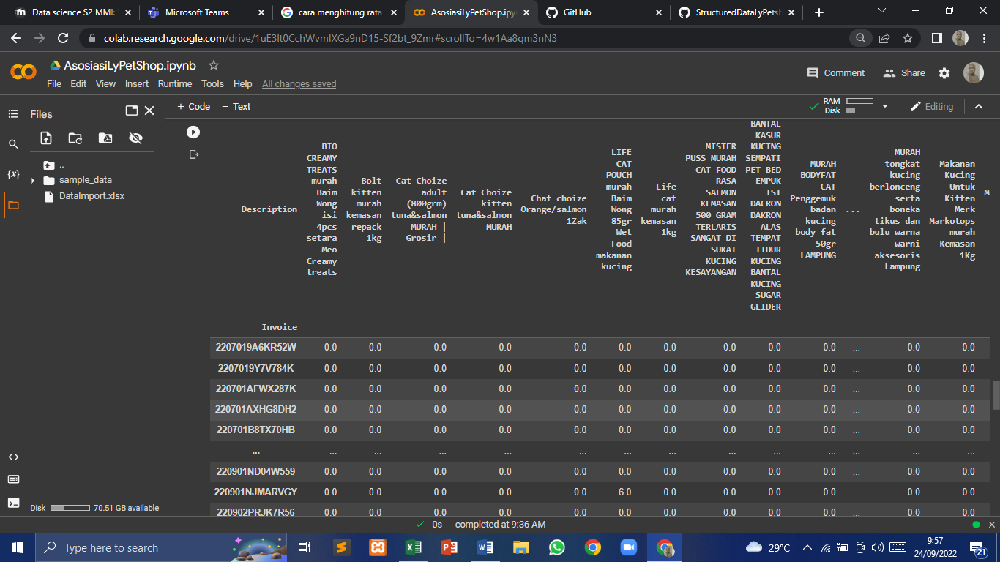 Data science S2 MMI:
Microsoft Teams
cara menghitung rata
AsosiasiLyPetShop.ipy
GitHub
StructuredDataLyPets
colab.research.google.com/drive/1uE3It0CchWvmIXGa9nD15-Sf2bt_9Zmr#scrollTo=4w1Aa8qm3nN3
CO
AsosiasiLyPetShop.ipynb
File Edit View Insert Runtime Tools Help All changes saved
Comment
Share
Files
+ Code + Text
RAM
Disk
Editing
{x}
..
sample_data
DataImport.xlsx
Description
BIO
CREAMY
TREATS
murah
Baim
Wong
isi
4pcs
setara
Meo
Creamy
treats
Bolt
kitten
murah
kemasan
repack
1kg
Cat Choize
adult
(800grm)
tuna&salmon
MURAH |
Grosir |
Cat Choize
kitten
tuna&salmon
MURAH
Chat choize
Orange/salmon
1Zak
LIFE
CAT
POUCH
murah
Baim
Wong
85gr
Wet
Food
makanan
kucing
Life
cat
murah
kemasan
1kg
MISTER
PUSS MURAH
CAT FOOD
RASA
SALMON
KEMASAN
500 GRAM
TERLARIS
SANGAT DI
SUKAI
KUCING
KESAYANGAN
BANTAL
KASUR
KUCING
SEMPATI
PET BED
EMPUK
ISI
DACRON
DAKRON
ALAS
TEMPAT
TIDUR
KUCING
BANTAL
KUCING
SUGAR
GLIDER
MURAH
BODYFAT
CAT
Penggemuk
badan
kucing
body fat
50gr
LAMPUNG
...
MURAH
tongkat
kucing
berlonceng
serta
boneka
tikus dan
bulu warna
warni
aksesoris
Lampung
Makanan
Kucing
Untuk
Kitten
Merk
Markotops
murah
Kemasan
1Kg
M
Invoice
2207019A6KR52W 0.0 0.0 0.0 0.0 0.0 0.0 0.0 0.0 0.0 0.0 ... 0.0 0.0
2207019Y7V784K 0.0 0.0 0.0 0.0 0.0 0.0 0.0 0.0 0.0 0.0 ... 0.0 0.0
220701AFWX287K 0.0 0.0 0.0 0.0 0.0 0.0 0.0 0.0 0.0 0.0 ... 0.0 0.0
220701AXHG8DH2 0.0 0.0 0.0 0.0 0.0 0.0 0.0 0.0 0.0 0.0 ... 0.0 0.0
220701B8TX70HB 0.0 0.0 0.0 0.0 0.0 0.0 0.0 0.0 0.0 0.0 ... 0.0 0.0
... ... ... ... ... ... ... ... ... ... ... ... ... ...
220901ND04W559 0.0 0.0 0.0 0.0 0.0 0.0 0.0 0.0 0.0 0.0 ... 0.0 0.0
220901NJMARVGY 0.0 0.0 0.0 0.0 0.0 6.0 0.0 0.0 0.0 0.0 ... 0.0 0.0
220902PRJK7R56 0.0 0.0 0.0 0.0 0.0 0.0 0.0 0.0 0.0 0.0 ... 0.0 0.0
Disk 70.51 GB available
0s completed at 9:36 AM
Type here to search
29°C
9:57
24/09/2022
21